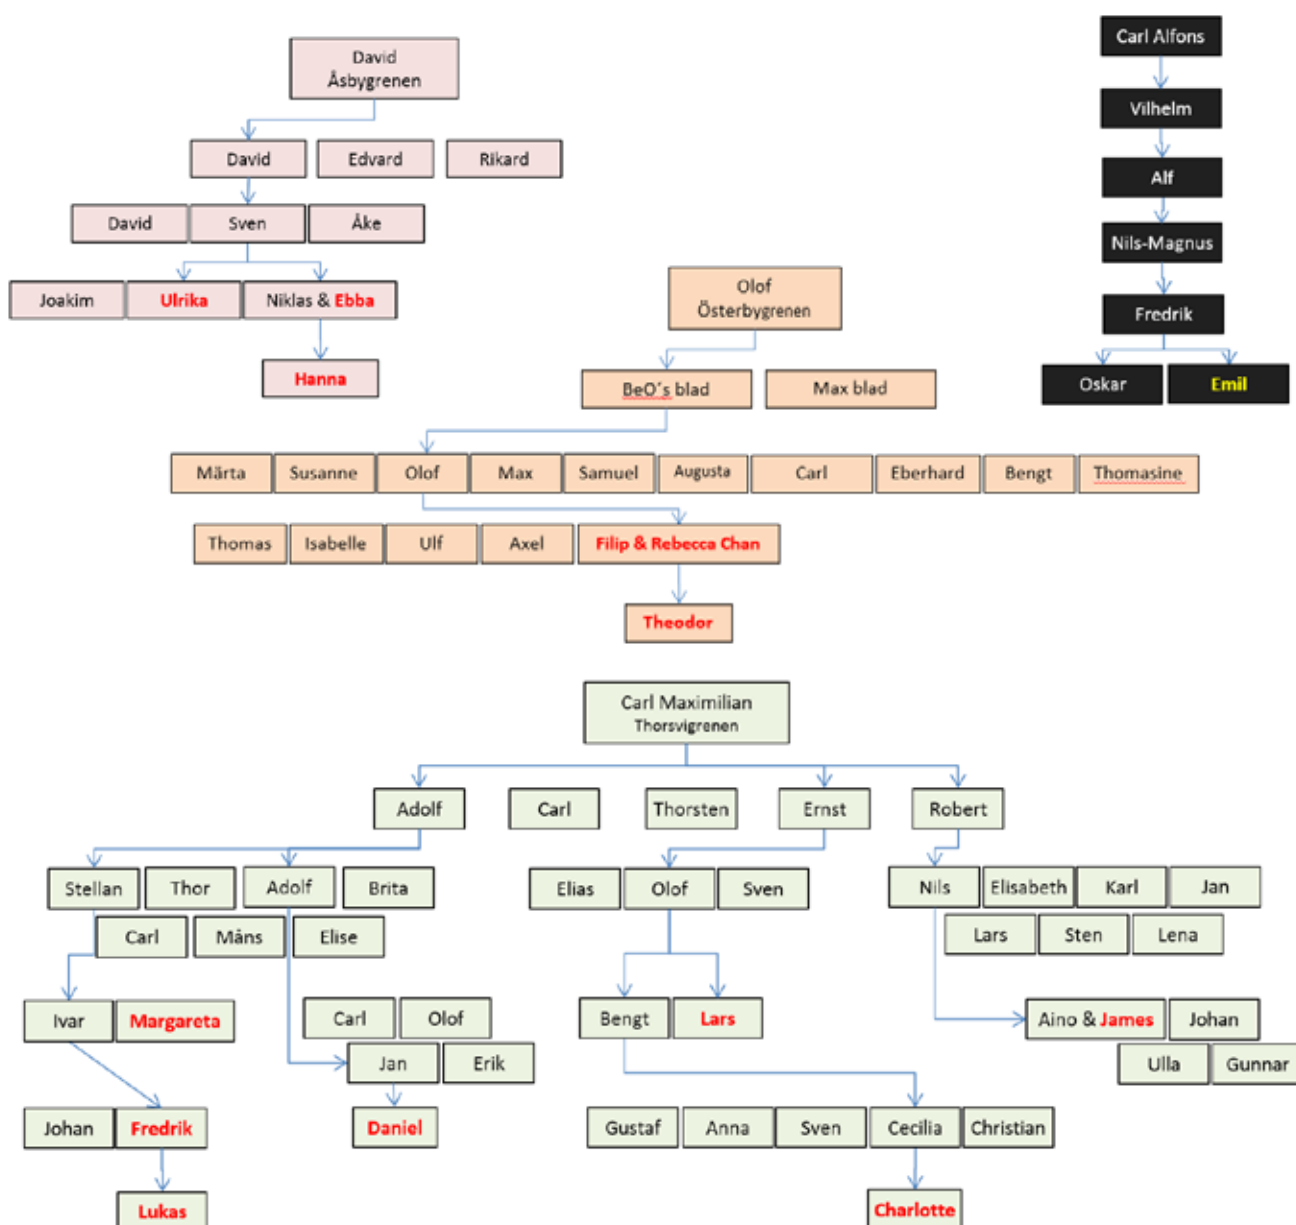 David
Åsbygrenen
David
Edvard
Rikard
David
Sven
Åke
Joakim
Ulrika
Niklas & Ebba
Hanna
Carl Alfons
Vilhelm
Alf
Nils-Magnus
Fredrik
Oskar
Emil
Olof
Österbygrenen
BeO´s blad
Max blad
Märta
Susanne
Olof
Max
Samuel
Augusta
Carl
Eberhard
Bengt
Thomasine
Thomas
Isabelle
Ulf
Axel
Filip & Rebecca Chan
Theodor
Carl Maximilian
Thorsvigrenen
Adolf
Carl
Thorsten
Ernst
Robert
Stellan
Thor
Adolf
Brita
Carl
Måns
Elise
Elias
Olof
Sven
Nils
Elisabeth
Karl
Jan
Lars
Sten
Lena
Ivar
Margareta
Carl
Olof
Jan
Erik
Bengt
Lars
Aino & James
Johan
Ulla
Gunnar
Johan
Fredrik
Daniel
Gustaf
Anna
Sven
Cecilia
Christian
Lukas
Charlotte